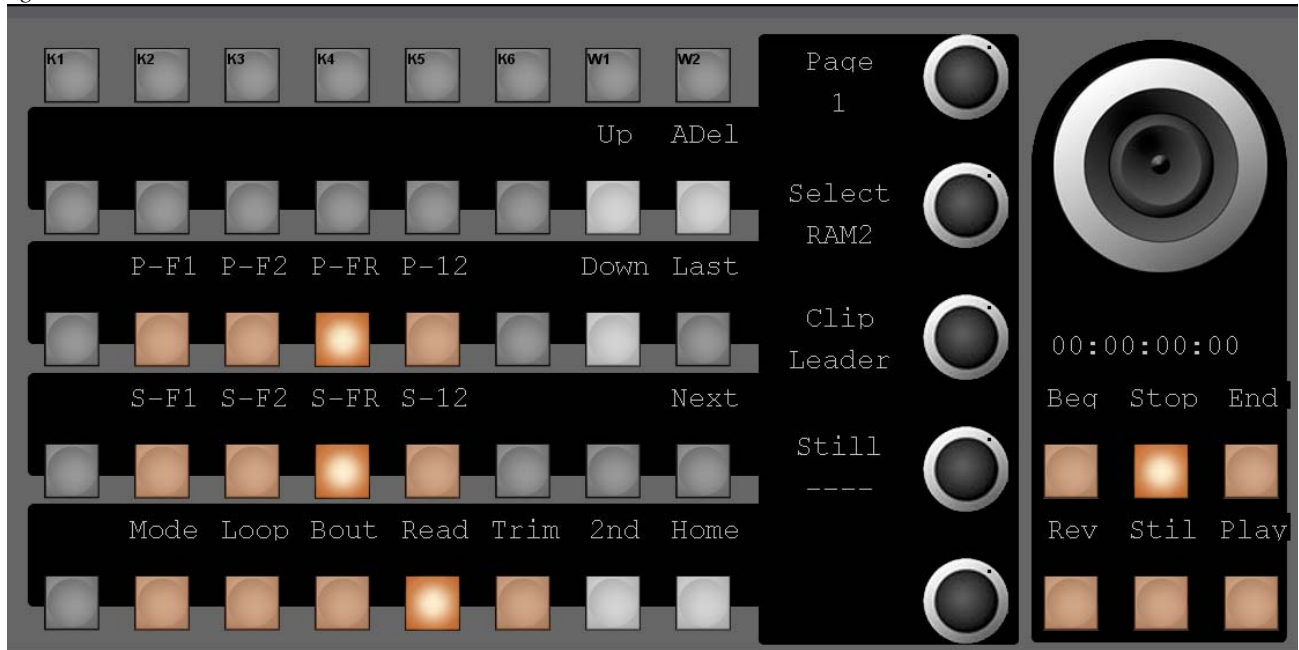 K1 K2 K3 K4 K5 K6 W1 W2
Page
1
Up ADel
Select
RAM2
P-F1 P-F2 P-FR P-12 Down Last
Clip
Leader
00:00:00:00
S-F1 S-F2 S-FR S-12 Next
Beg Stop End
Still
----
Mode Loop Bout Read Trim 2nd Home
Rev Stil Play